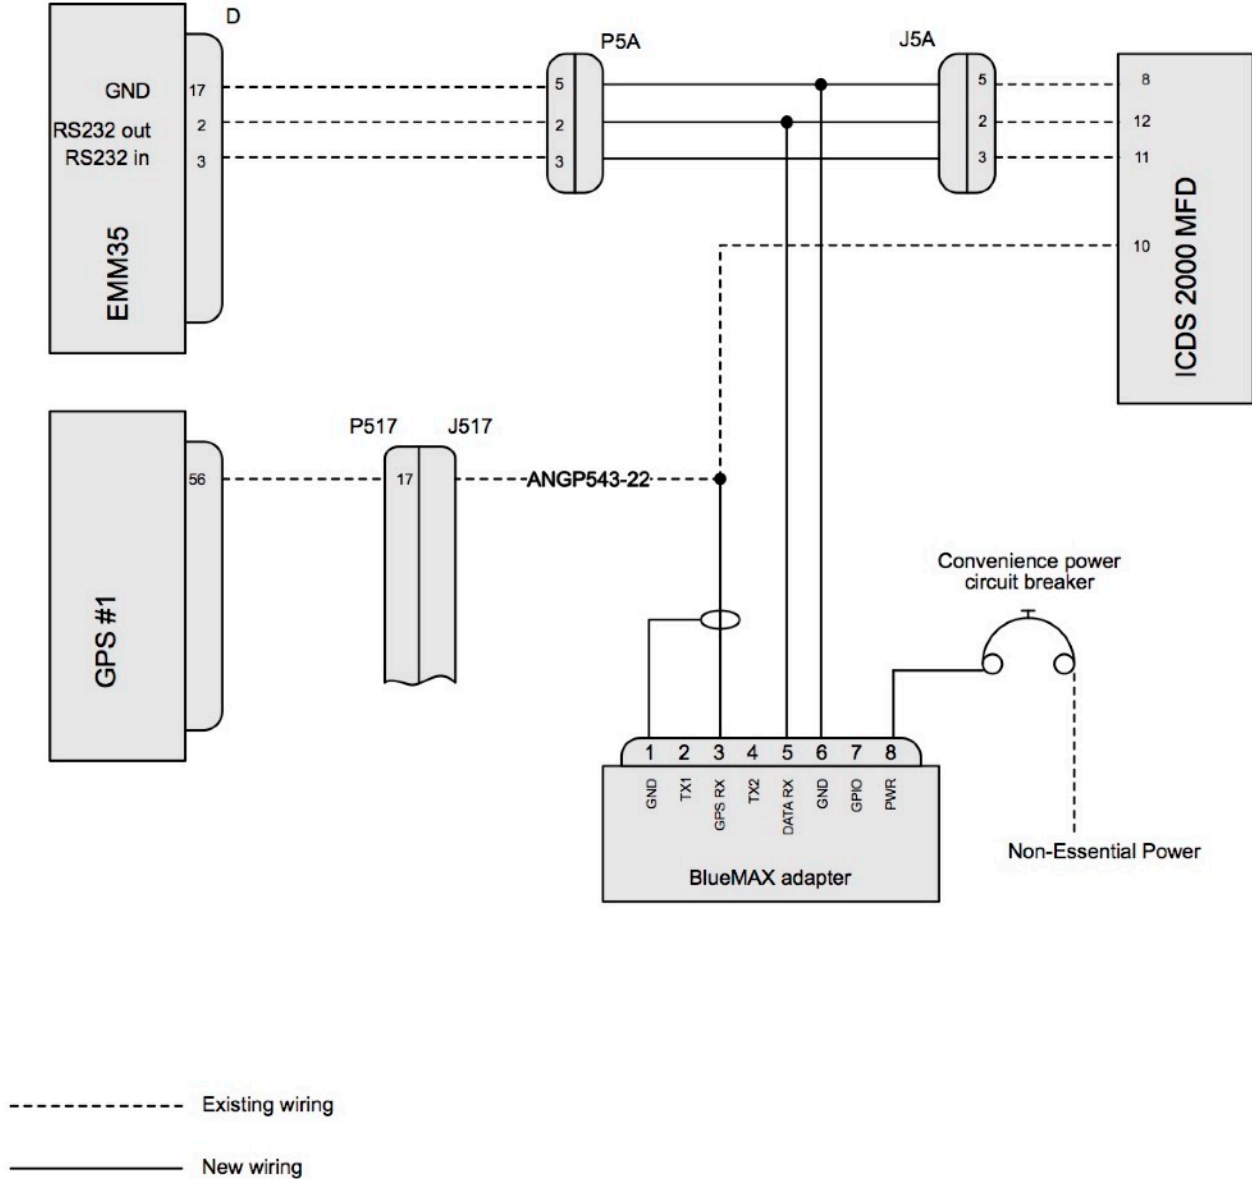 D
P5A
J5A
GND 17
5
5
8
RS232 out 2
2
2
12
RS232 in 3
3
3
11
10
EMM35
ICDS 2000 MFD
P517
J517
56
17
ANGP543-22
GPS #1
Convenience power
circuit breaker
1 2 3 4 5 6 7 8
GND
TX1
GPS RX
TX2
DATA RX
GND
GPIO
PWR
BlueMAX adapter
Non-Essential Power
Existing wiring
New wiring